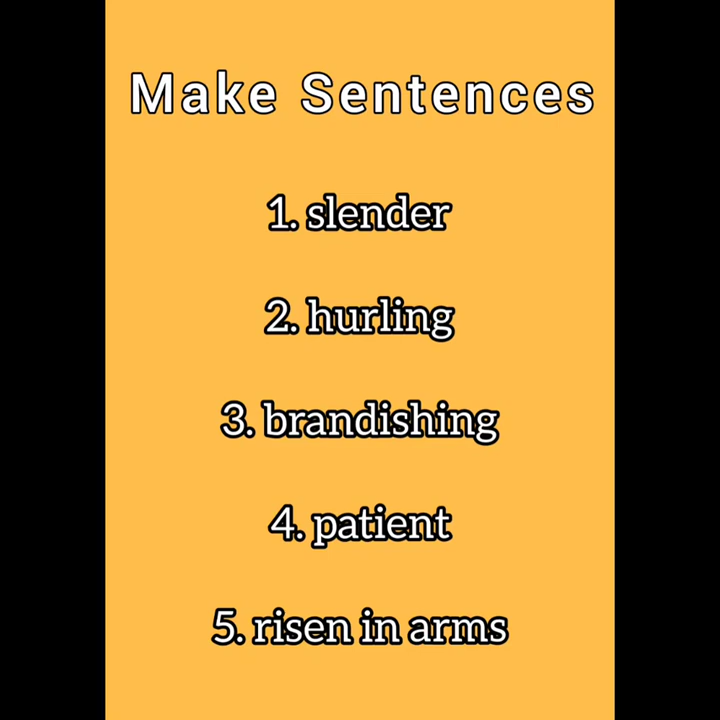 Make Sentences
1. slender
2. hurling
3. brandishing
4. patient
5. risen in arms